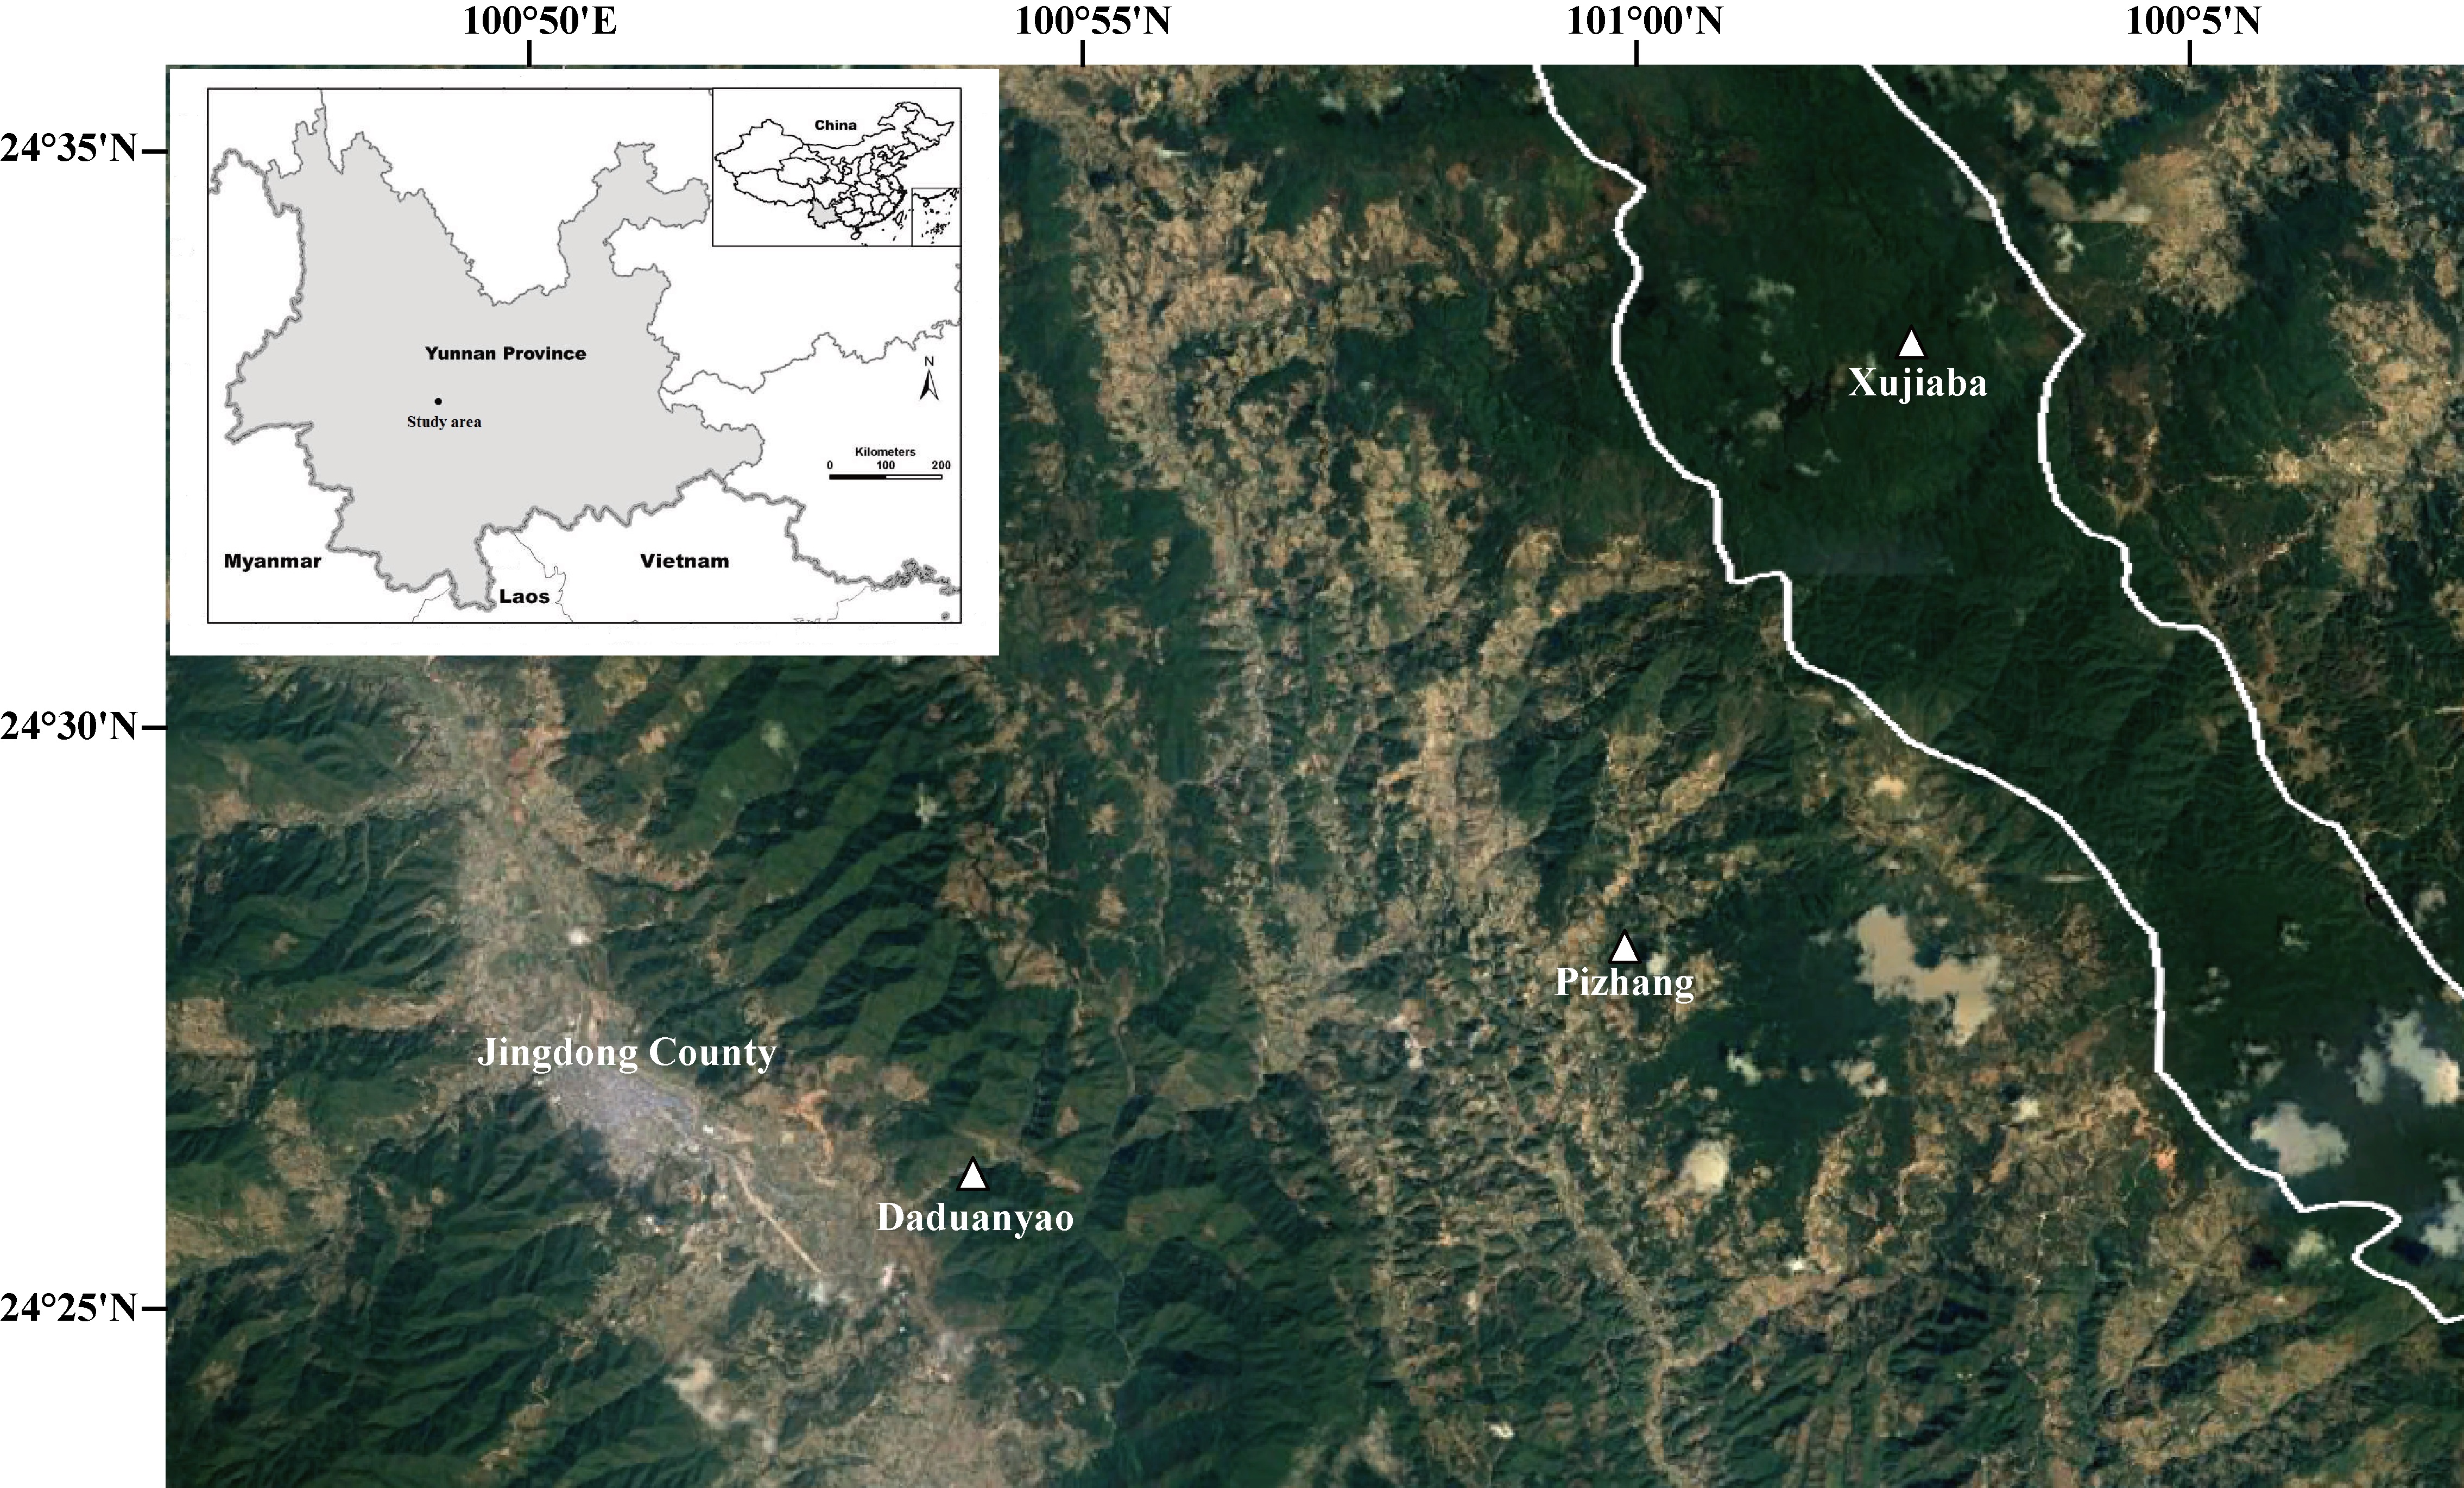 100°50'E 100°55'N 101°00'N 100°5'N
24°35'N
24°30'N
24°25'N
China
Yunnan Province
Study area
N
Kilometers
0 100 200
Myanmar
Laos
Vietnam
Xujiaba
Pizhang
Jingdong County
Daduanyao